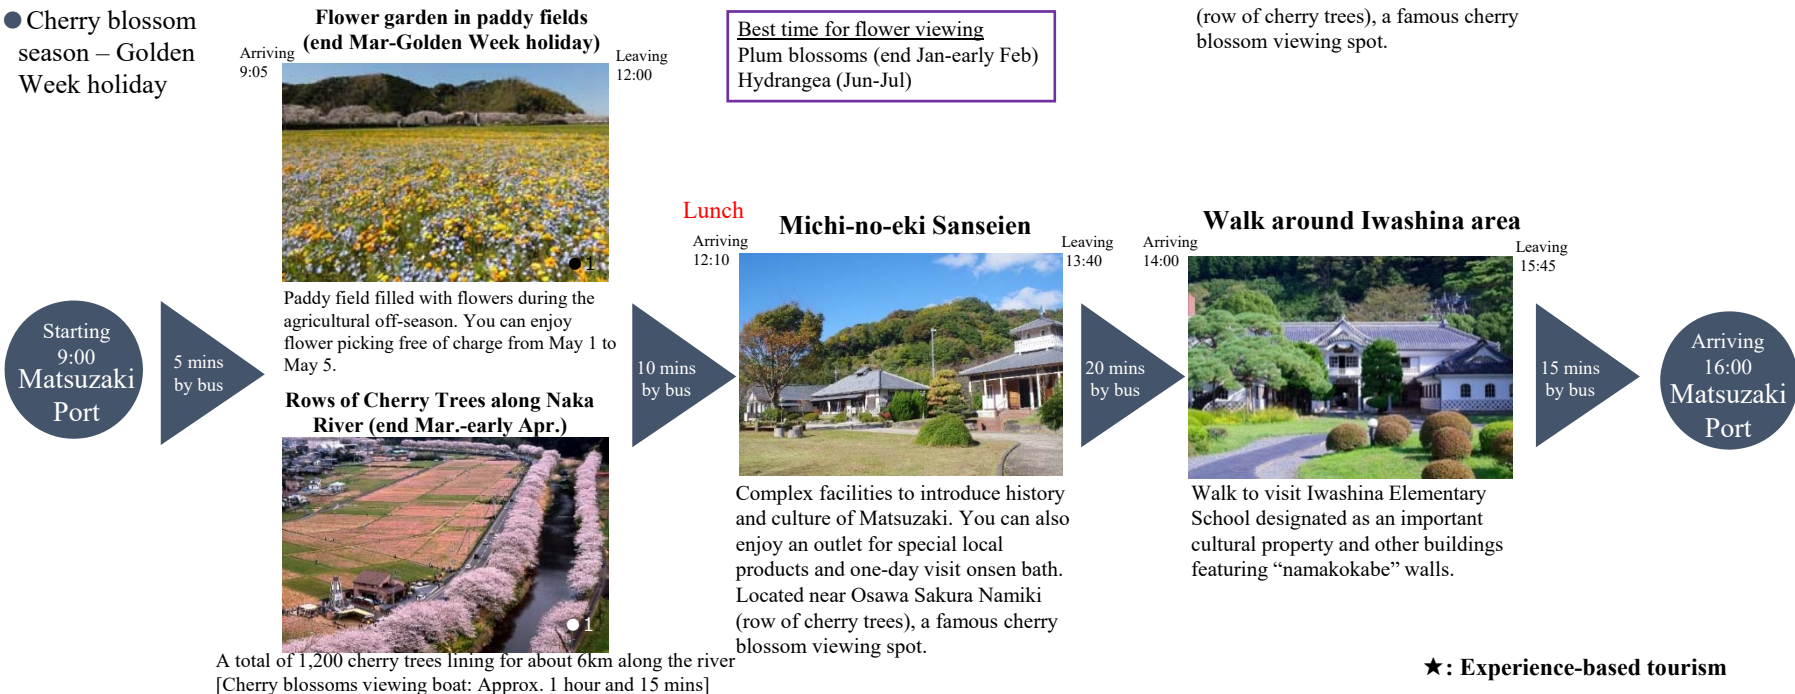 ● Cherry blossom
season – Golden
Week holiday
Flower garden in paddy fields
(end Mar-Golden Week holiday)
Arriving
9:05
Leaving
12:00
Best time for flower viewing
Plum blossoms (end Jan-early Feb)
Hydrangea (Jun-Jul)
(row of cherry trees), a famous cherry
blossom viewing spot.
●1
Paddy field filled with flowers during the
agricultural off-season. You can enjoy
flower picking free of charge from May 1 to
May 5.
Starting
9:00
Matsuzaki
Port
5 mins
by bus
Rows of Cherry Trees along Naka
River (end Mar.-early Apr.)
●1
A total of 1,200 cherry trees lining for about 6km along the river
[Cherry blossoms viewing boat: Approx. 1 hour and 15 mins]
10 mins
by bus
Lunch
Arriving
12:10
Michi-no-eki Sanseien
Leaving
13:40
Complex facilities to introduce history
and culture of Matsuzaki. You can also
enjoy an outlet for special local
products and one-day visit onsen bath.
Located near Osawa Sakura Namiki
(row of cherry trees), a famous cherry
blossom viewing spot.
20 mins
by bus
Arriving
14:00
Walk around Iwashina area
Leaving
15:45
Walk to visit Iwashina Elementary
School designated as an important
cultural property and other buildings
featuring “namakokabe” walls.
15 mins
by bus
Arriving
16:00
Matsuzaki
Port
★: Experience-based tourism